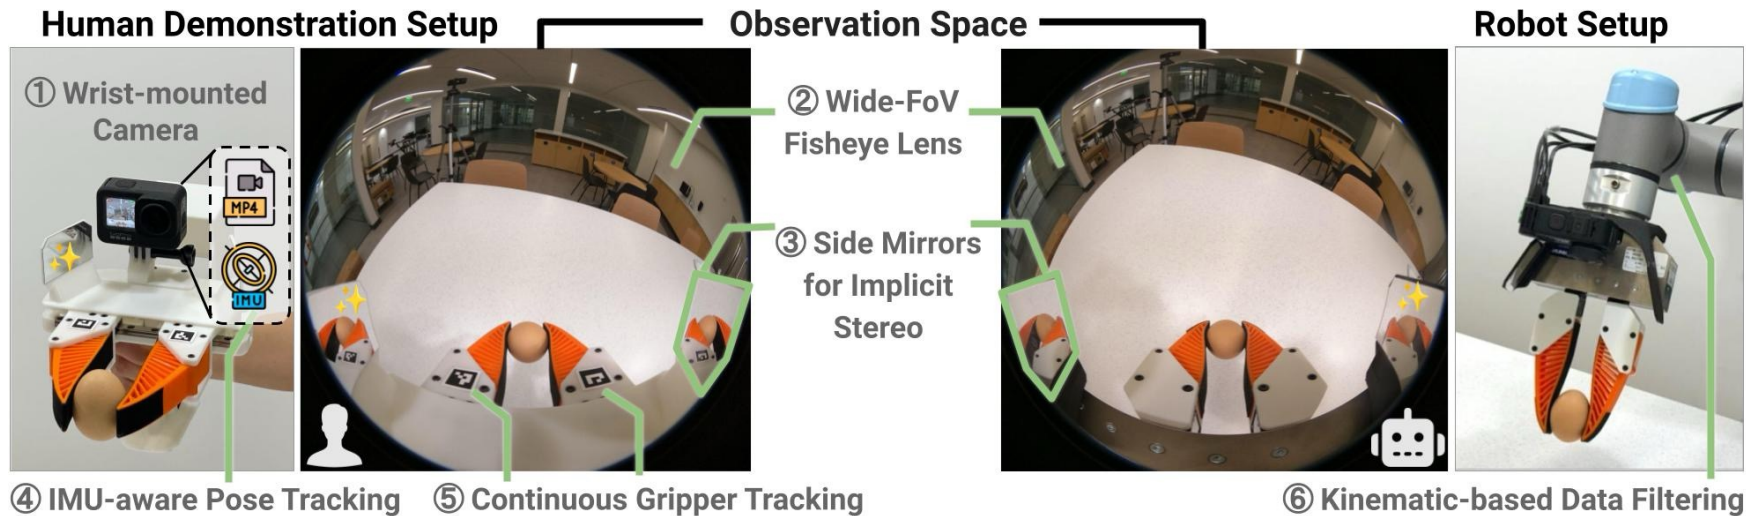 Human Demonstration Setup
Observation Space
Robot Setup
① Wrist-mounted
Camera
MP4
IMU
② Wide-FoV
Fisheye Lens
③ Side Mirrors
for Implicit
Stereo
④ IMU-aware Pose Tracking
⑤ Continuous Gripper Tracking
⑥ Kinematic-based Data Filtering